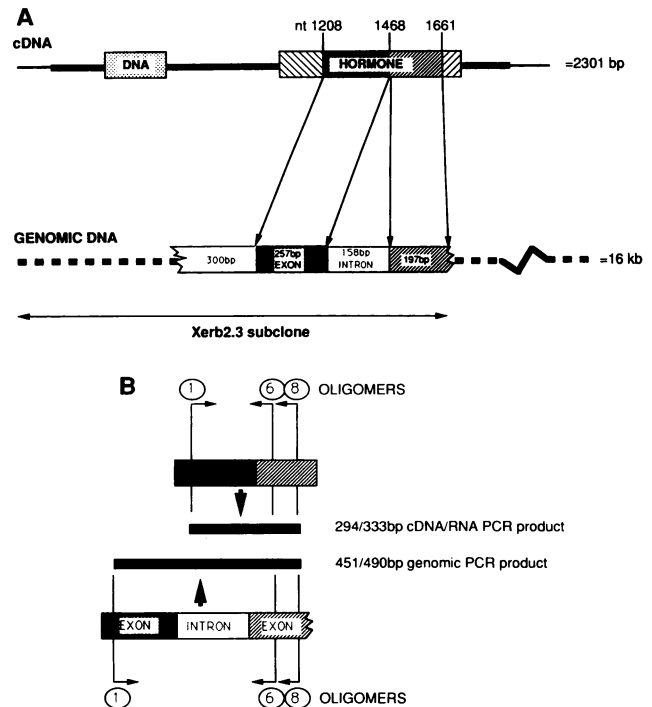 A
cDNA
nt 1208 1468 1661
DNA
HORMONE
=2301 bp
GENOMIC DNA
300bp
257bp
EXON
158bp
INTRON
197bp
=16 kb
Xerb2.3 subclone
B
1 6 8 OLIGOMERS
294/333bp cDNA/RNA PCR product
451/490bp genomic PCR product
EXON INTRON EXON
1 6 8 OLIGOMERS